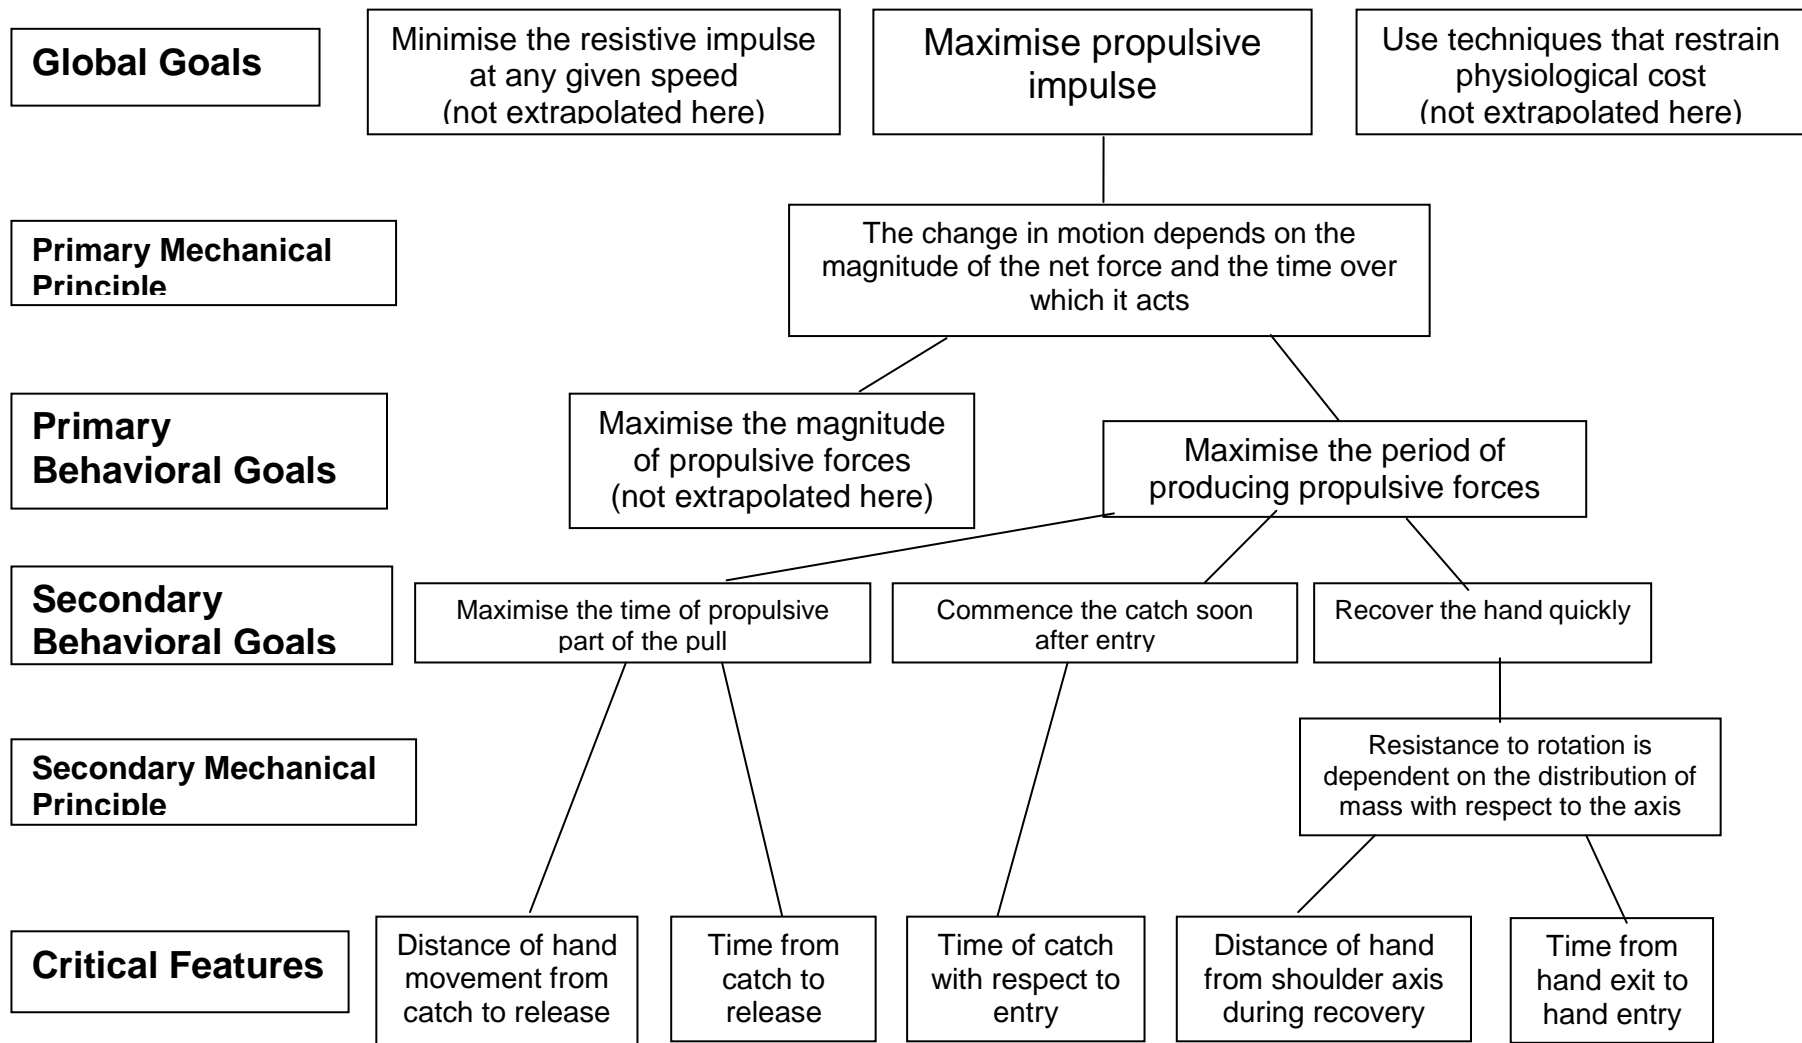 Global Goals
Minimise the resistive impulse
at any given speed
(not extrapolated here)
Maximise propulsive
impulse
Use techniques that restrain
physiological cost
(not extrapolated here)
Primary Mechanical
Principle
The change in motion depends on the
magnitude of the net force and the time over
which it acts
Primary
Behavioral Goals
Maximise the magnitude
of propulsive forces
(not extrapolated here)
Maximise the period of
producing propulsive forces
Secondary
Behavioral Goals
Maximise the time of propulsive
part of the pull
Commence the catch soon
after entry
Recover the hand quickly
Secondary Mechanical
Principle
Resistance to rotation is
dependent on the distribution of
mass with respect to the axis
Critical Features
Distance of hand
movement from
catch to release
Time from
catch to
release
Time of catch
with respect to
entry
Distance of hand
from shoulder axis
during recovery
Time from
hand exit to
hand entry